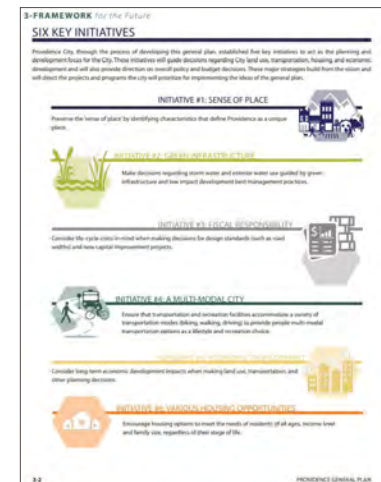 3-FRAMEWORK for the Future
SIX KEY INITIATIVES
Providence City, through the process of developing this general plan, established five key initiatives to act as the planning and
development focus for the City. These initiatives will guide decisions regarding City land use, transportation, housing, and economic
development and will also provide direction on overall policy and budget decisions. These major strategies build from the vision and
will direct the projects and programs the city will prioritize for implementing the ideas of the general plan.
INITIATIVE #1: SENSE OF PLACE
Preserve the 'sense of place' by identifying characteristics that define Providence as a unique
place.
INITIATIVE #2: GREEN INFRASTRUCTURE
Make decisions regarding storm water and exterior water use guided by green
infrastructure and low impact development best management practices.
INITIATIVE #3: FISCAL RESPONSIBILITY
Consider life-cycle costs in mind when making decisions for design standards (such as road
widths) and new capital improvement projects.
INITIATIVE #4: A MULTI-MODAL CITY
Ensure that transportation and recreation facilities accommodate a variety of
transportation modes (biking, walking, driving) to provide people multi-modal
transportation options as a lifestyle and recreation choice.
INITIATIVE #5: ECONOMIC DEVELOPMENT
Consider long-term economic development impacts when making land use, transportation, and
other planning decisions.
INITIATIVE #6: VARIOUS HOUSING OPPORTUNITIES
Encourage housing options to meet the needs of residents of all ages, income level
and family size, regardless of their stage of life.
3-2
PROVIDENCE GENERAL PLAN